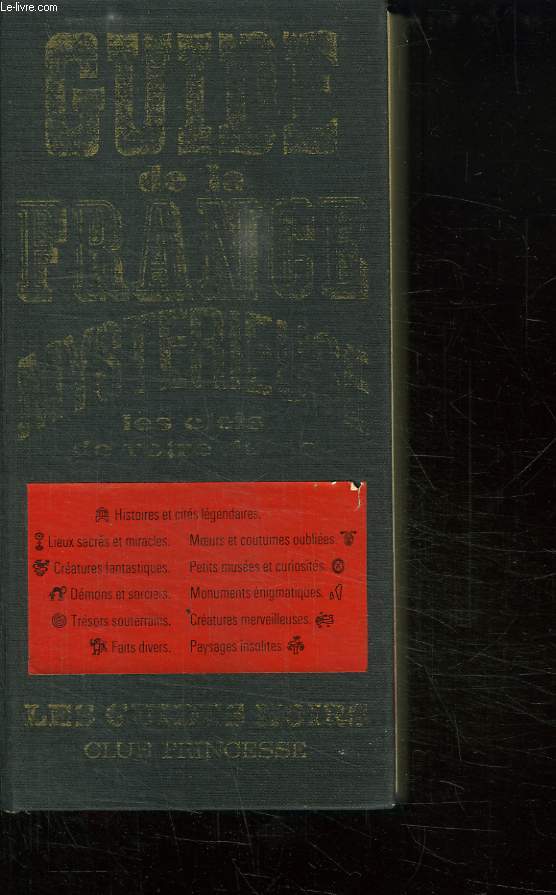 Le-livre.com
GUIDE
de la
FRANCE
MYSTERIEUSE
les clefs
de votre
Histoires et cités légendaires.
Lieux sacrés et miracles. Mœurs et coutumes oubliées.
Créatures fantastiques. Petits musées et curiosités.
Démons et sorciers. Monuments énigmatiques.
Trésors souterrains. Créatures merveilleuses.
Faits divers. Paysages insolites.
LES GUIDES NOIRS
CLUB PRINCESSE